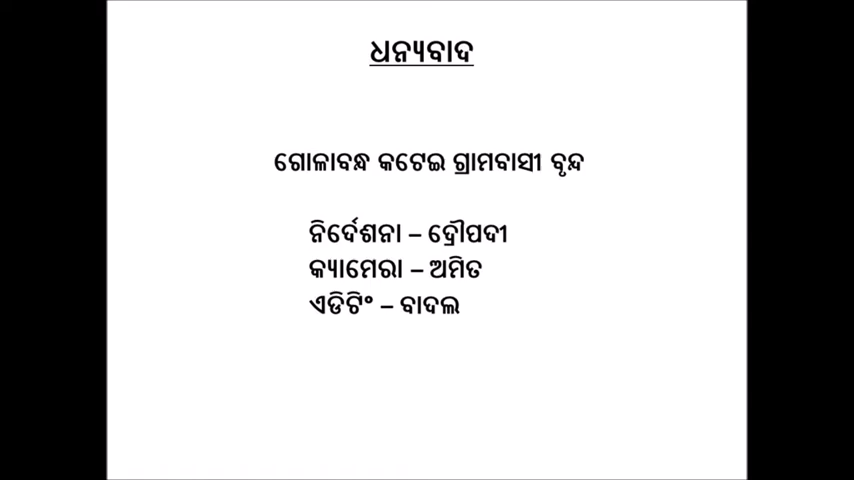 ଧନ୍ୟବାଦ
ଗୋଳାବନ୍ଧ କଟେଇ ଗ୍ରାମବାସୀ ବୃନ୍ଦ
ନିର୍ଦେଶନା – ଦ୍ରୌପଦୀ
କ୍ୟାମେରା – ଅମିତ
ଏଡିଟିଂ – ବାଦଲ